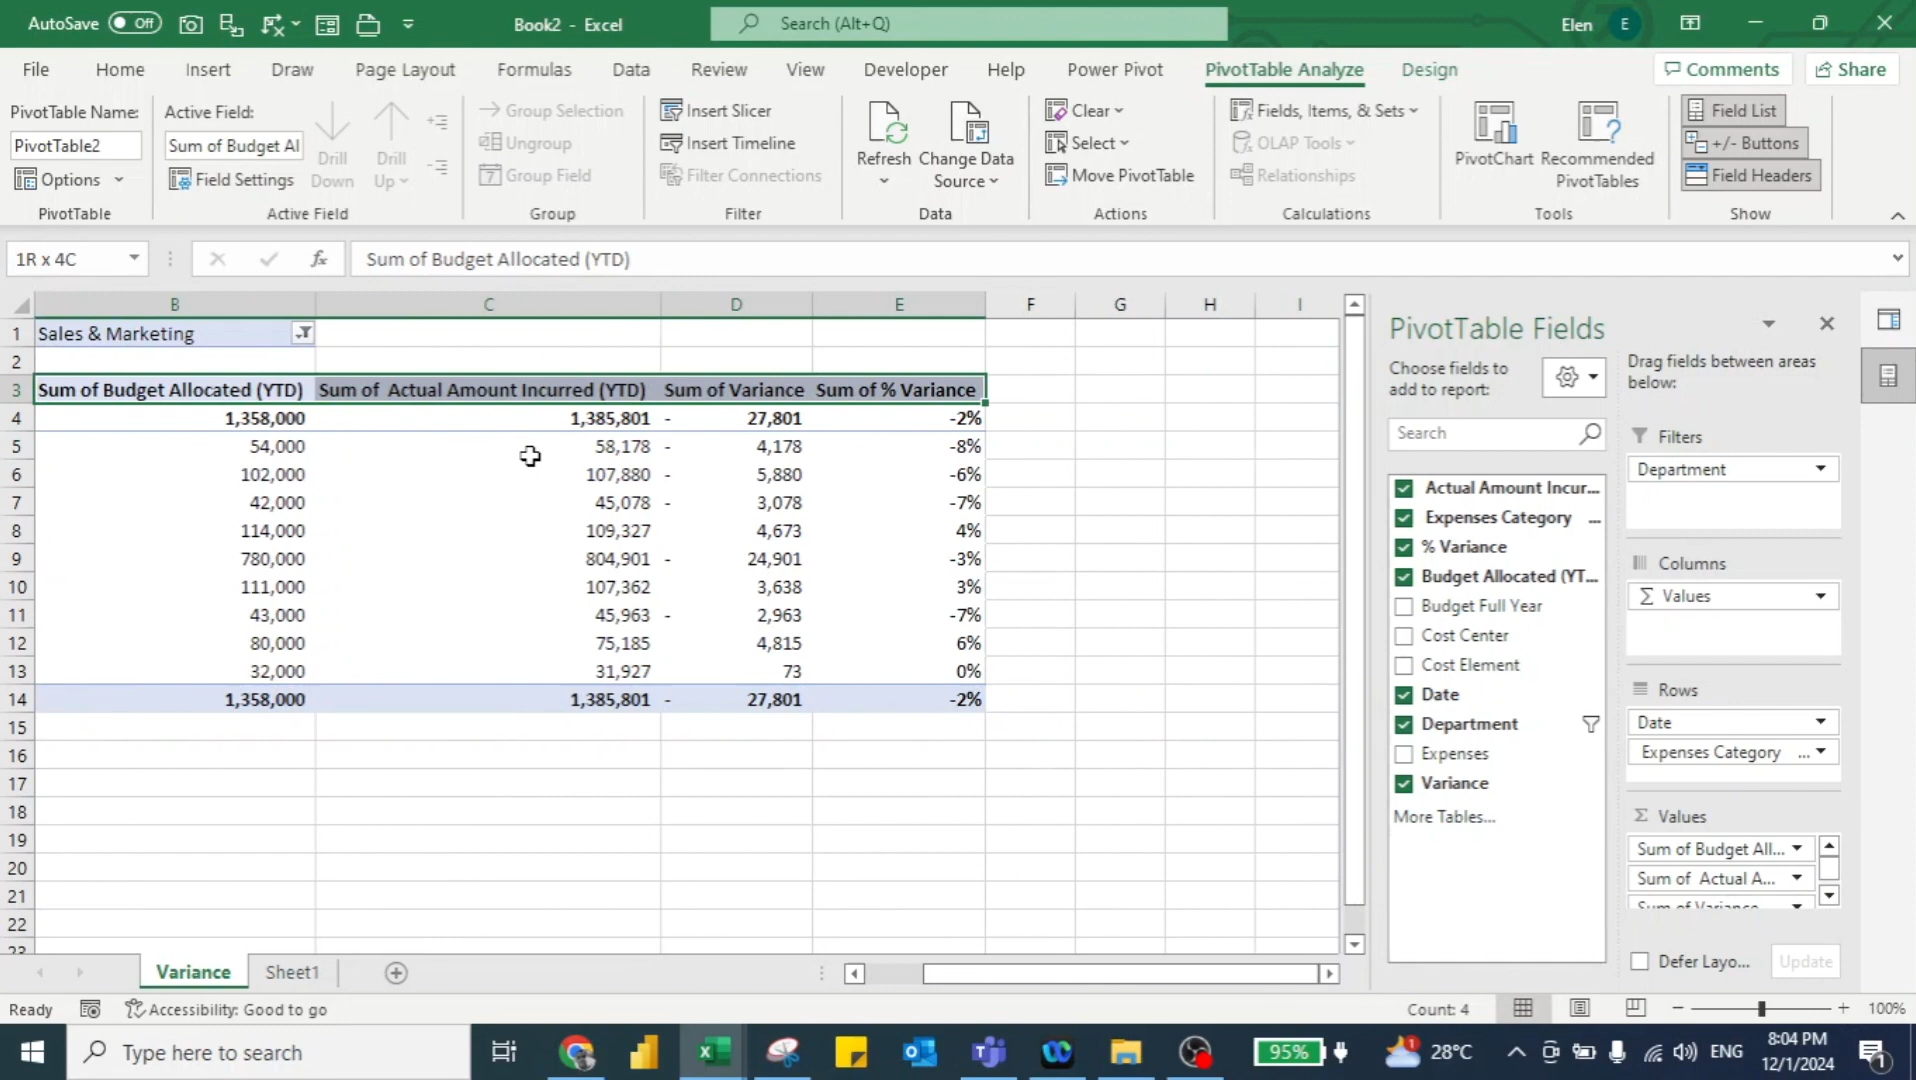 AutoSave Off Book2 - Excel Search (Alt+Q) Elen E
File Home Insert Draw Page Layout Formulas Data Review View Developer Help Power Pivot PivotTable Analyze Design Comments Share
PivotTable Name:
PivotTable2
Options
PivotTable
Active Field:
Sum of Budget Al
Field Settings
Drill Down
Drill Up
Active Field
Group Selection
Ungroup
Group Field
Group
Insert Slicer
Insert Timeline
Filter Connections
Filter
Refresh
Change Data Source
Data
Clear
Select
Move PivotTable
Actions
Fields, Items, & Sets
OLAP Tools
Relationships
Calculations
PivotChart
Recommended PivotTables
Tools
Field List
+/- Buttons
Field Headers
Show
1R x 4C fx Sum of Budget Allocated (YTD)
B C D E F G H I
1 Sales & Marketing
2
3 Sum of Budget Allocated (YTD) Sum of Actual Amount Incurred (YTD) Sum of Variance Sum of % Variance
4 1,358,000 1,385,801 - 27,801 -2%
5 54,000 58,178 - 4,178 -8%
6 102,000 107,880 - 5,880 -6%
7 42,000 45,078 - 3,078 -7%
8 114,000 109,327 4,673 4%
9 780,000 804,901 - 24,901 -3%
10 111,000 107,362 3,638 3%
11 43,000 45,963 - 2,963 -7%
12 80,000 75,185 4,815 6%
13 32,000 31,927 73 0%
14 1,358,000 1,385,801 - 27,801 -2%
15
16
17
18
19
20
21
22
23
PivotTable Fields
Choose fields to add to report:
Search
Actual Amount Incur...
Expenses Category ...
% Variance
Budget Allocated (YT...
Budget Full Year
Cost Center
Cost Element
Date
Department
Expenses
Variance
More Tables...
Drag fields between areas below:
Filters
Department
Columns
Σ Values
Rows
Date
Expenses Category ...
Σ Values
Sum of Budget All...
Sum of Actual A...
Sum of Variance
Defer Layo... Update
Variance Sheet1
Ready Accessibility: Good to go Count: 4 100%
Type here to search 95% 1 28°C ENG 8:04 PM
12/1/2024 1